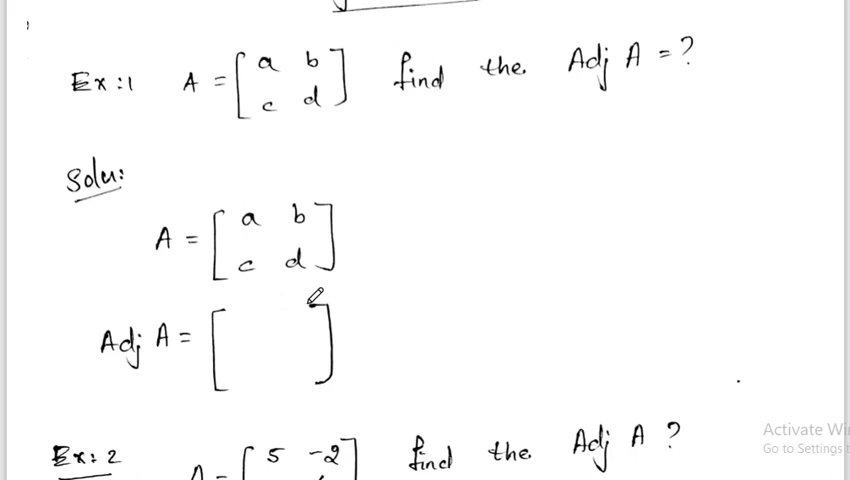 Ex:1 A = [ a b find the Adj A = ?
c d ]
Solu:
A = [ a b
c d ]
Adj A = [ ]
Ex: 2 A = [ 5 -2 ] find the Adj A ?
Activate Wi
Go to Settings t